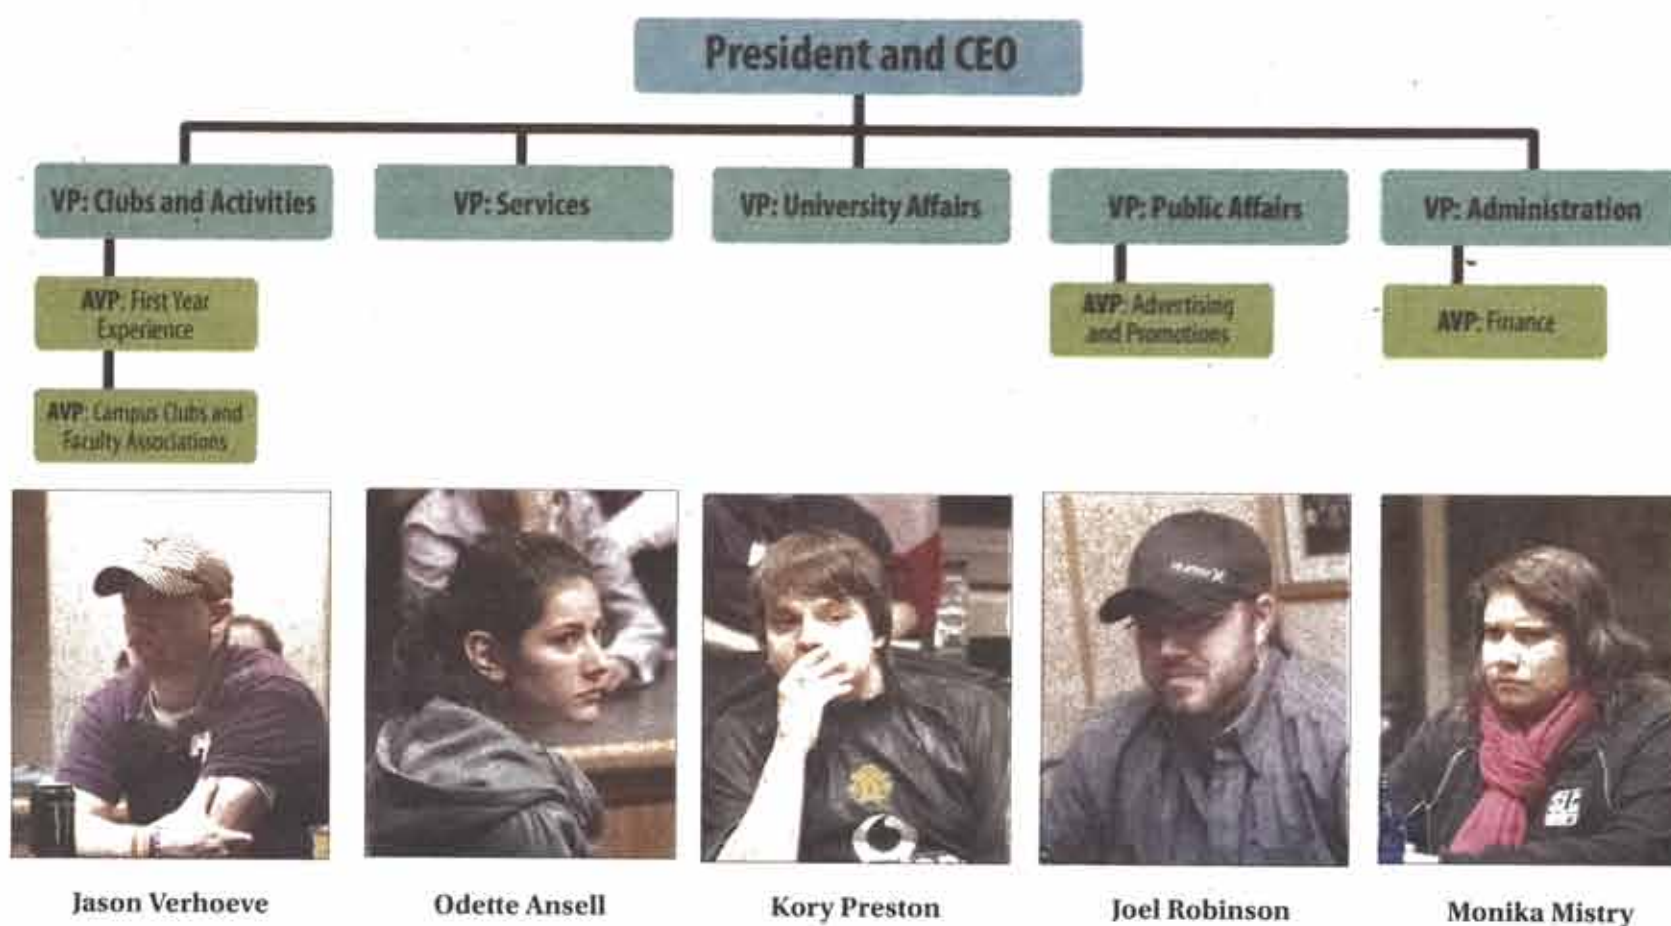 President and CEO
VP: Clubs and Activities
VP: Services
VP: University Affairs
VP: Public Affairs
VP: Administration
AVP: First Year
Experience
AVP: Advertising
and Promotions
AVP: Finance
AVP: Campus Clubs and
Faculty Associations
Jason Verhoeve
Odette Ansell
Kory Preston
Joel Robinson
Monika Mistry